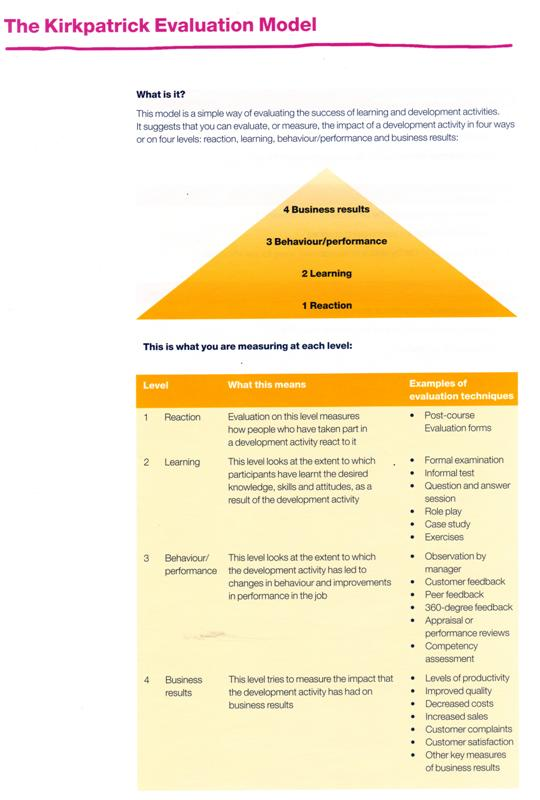 The Kirkpatrick Evaluation Model
What is it?
This model is a simple way of evaluating the success of learning and development activities.
It suggests that you can evaluate, or measure, the impact of a development activity in four ways
or on four levels: reaction, learning, behaviour/performance and business results:
4 Business results
3 Behaviour/performance
2 Learning
1 Reaction
This is what you are measuring at each level:
Level What this means Examples of
evaluation techniques
1 Reaction Evaluation on this level measures • Post-course
how people who have taken part in Evaluation forms
a development activity react to it
2 Learning This level looks at the extent to which • Formal examination
participants have learnt the desired • Informal test
knowledge, skills and attitudes, as a • Question and answer
result of the development activity session
• Role play
• Case study
• Exercises
3 Behaviour/ This level looks at the extent to which • Observation by
performance the development activity has led to manager
changes in behaviour and improvements • Customer feedback
in performance in the job • Peer feedback
• 360-degree feedback
• Appraisal or
performance reviews
• Competency
assessment
4 Business This level tries to measure the impact that • Levels of productivity
results the development activity has had on • Improved quality
business results • Decreased costs
• Increased sales
• Customer complaints
• Customer satisfaction
• Other key measures
of business results